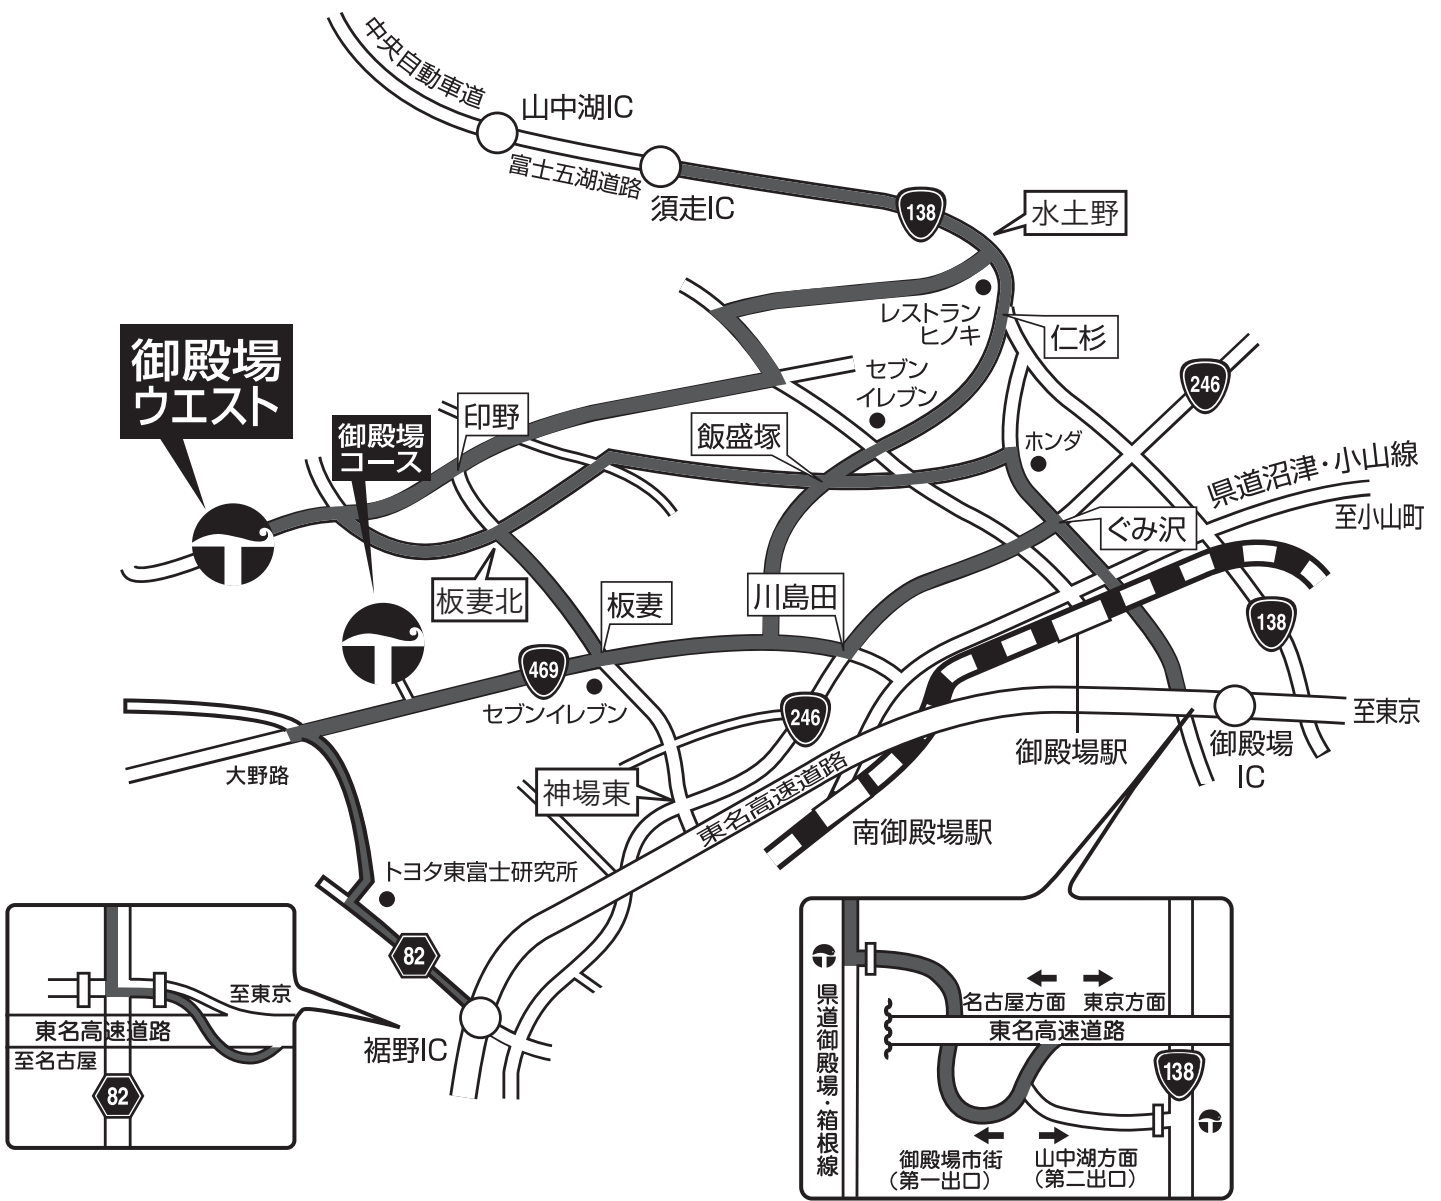 中央自動車道
山中湖IC
富士五湖道路
須走IC
138
水土野
レストラン
ヒノキ
仁杉
御殿場
ウエスト
御殿場
コース
印野
セブン
イレブン
飯盛塚
ホンダ
246
県道沼津・小山線
至小山町
ぐみ沢
板妻北
板妻
川島田
138
469
セブンイレブン
246
至東京
御殿場駅
御殿場
IC
大野路
神場東
東名高速道路
南御殿場駅
トヨタ東富士研究所
82
裾野IC
至東京
東名高速道路
至名古屋
82
県道御殿場・箱根線
名古屋方面
東京方面
東名高速道路
138
御殿場市街
(第一出口)
山中湖方面
(第二出口)